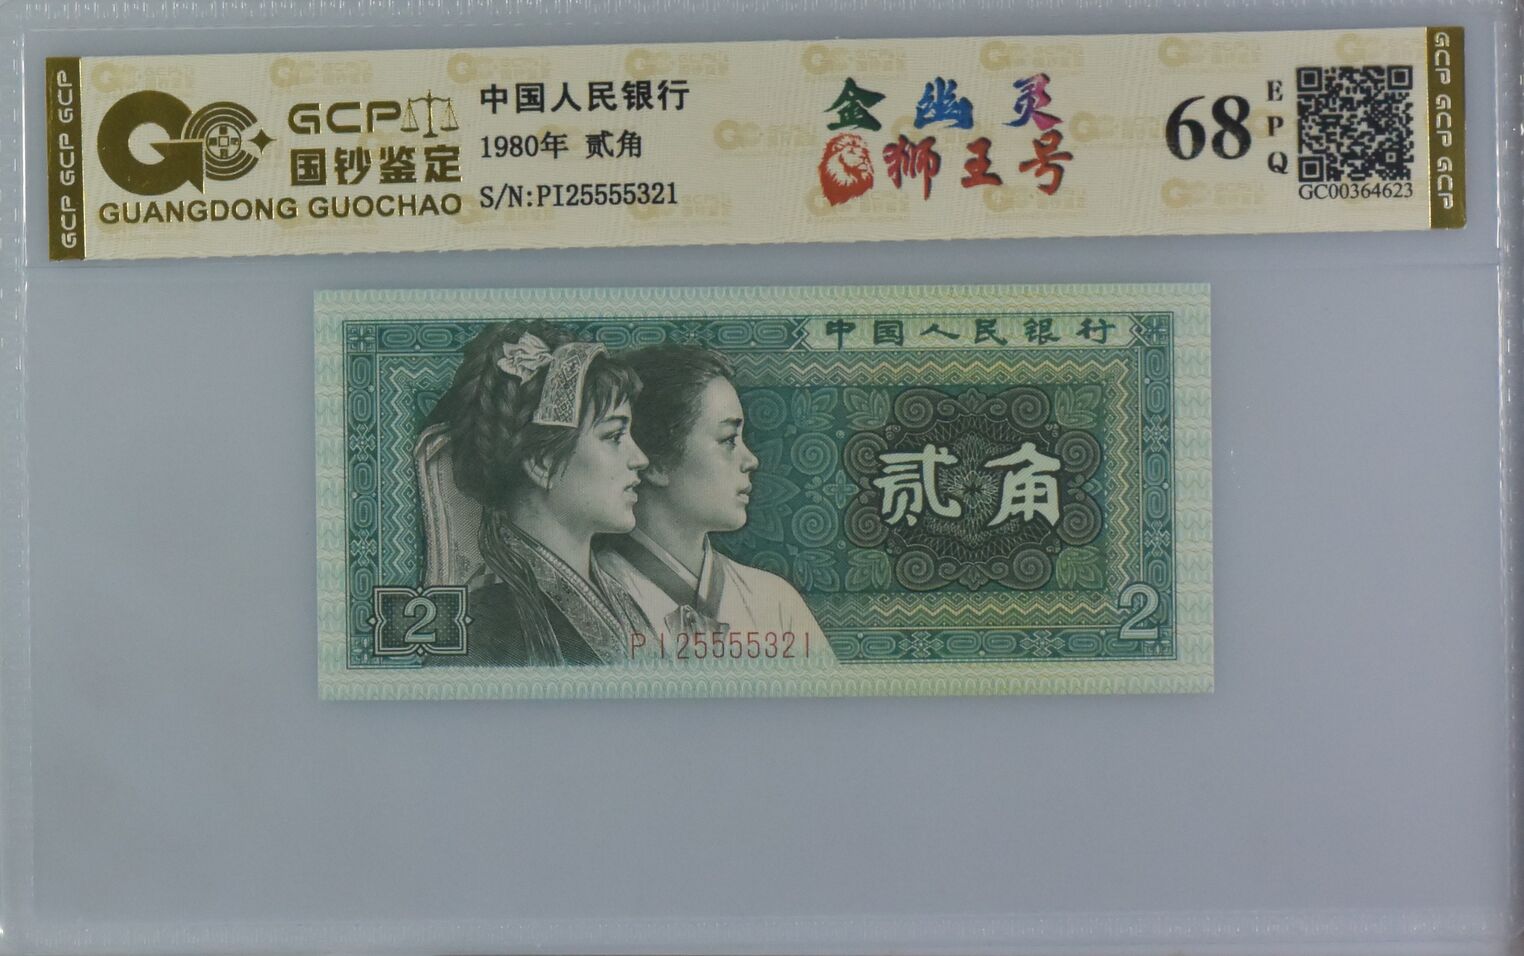 GCP GCP GCP
GCP
国钞鉴定
GUANGDONG GUOCHAO
中国人民银行
1980年 贰角
S/N:PI25555321
金幽灵
狮王号
68
EPQ
GC00364623
GCP GCP GCP
中国人民银行
贰角
2
2
PI25555321